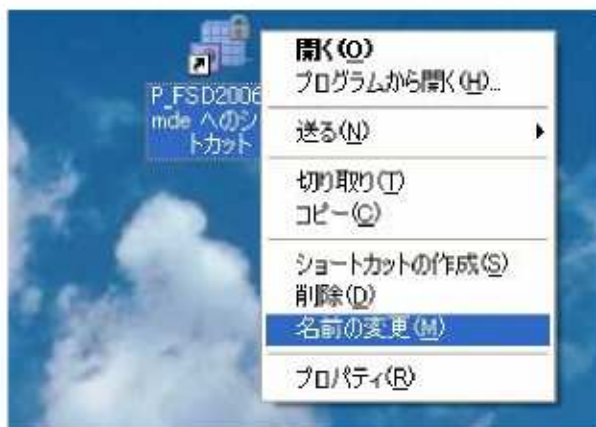 P_FSD2006
mde へのシ
トカット
開く(O)
プログラムから開く(H)...
送る(N)
切り取り(T)
コピー(C)
ショートカットの作成(S)
削除(D)
名前の変更(M)
プロパティ(R)